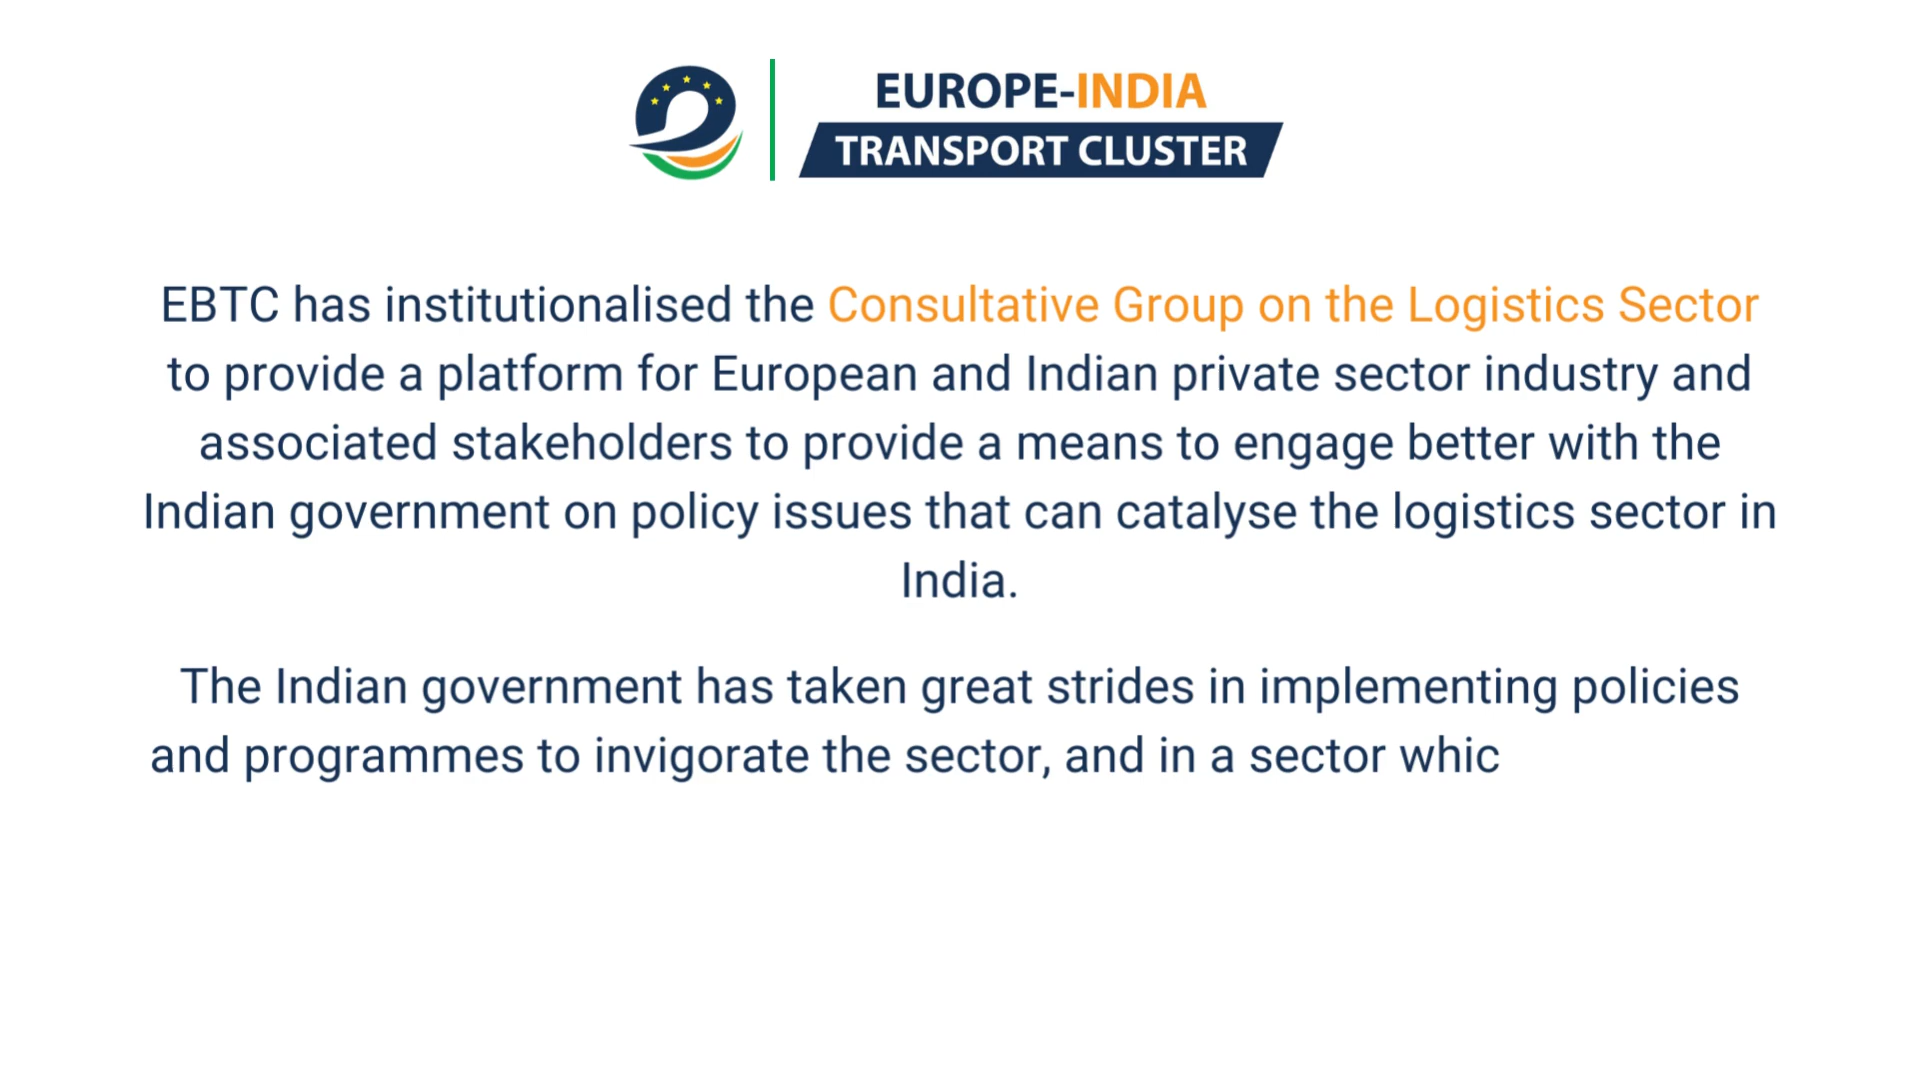 EUROPE-INDIA
TRANSPORT CLUSTER
EBTC has institutionalised the Consultative Group on the Logistics Sector
to provide a platform for European and Indian private sector industry and
associated stakeholders to provide a means to engage better with the
Indian government on policy issues that can catalyse the logistics sector in
India.
The Indian government has taken great strides in implementing policies
and programmes to invigorate the sector, and in a sector whic